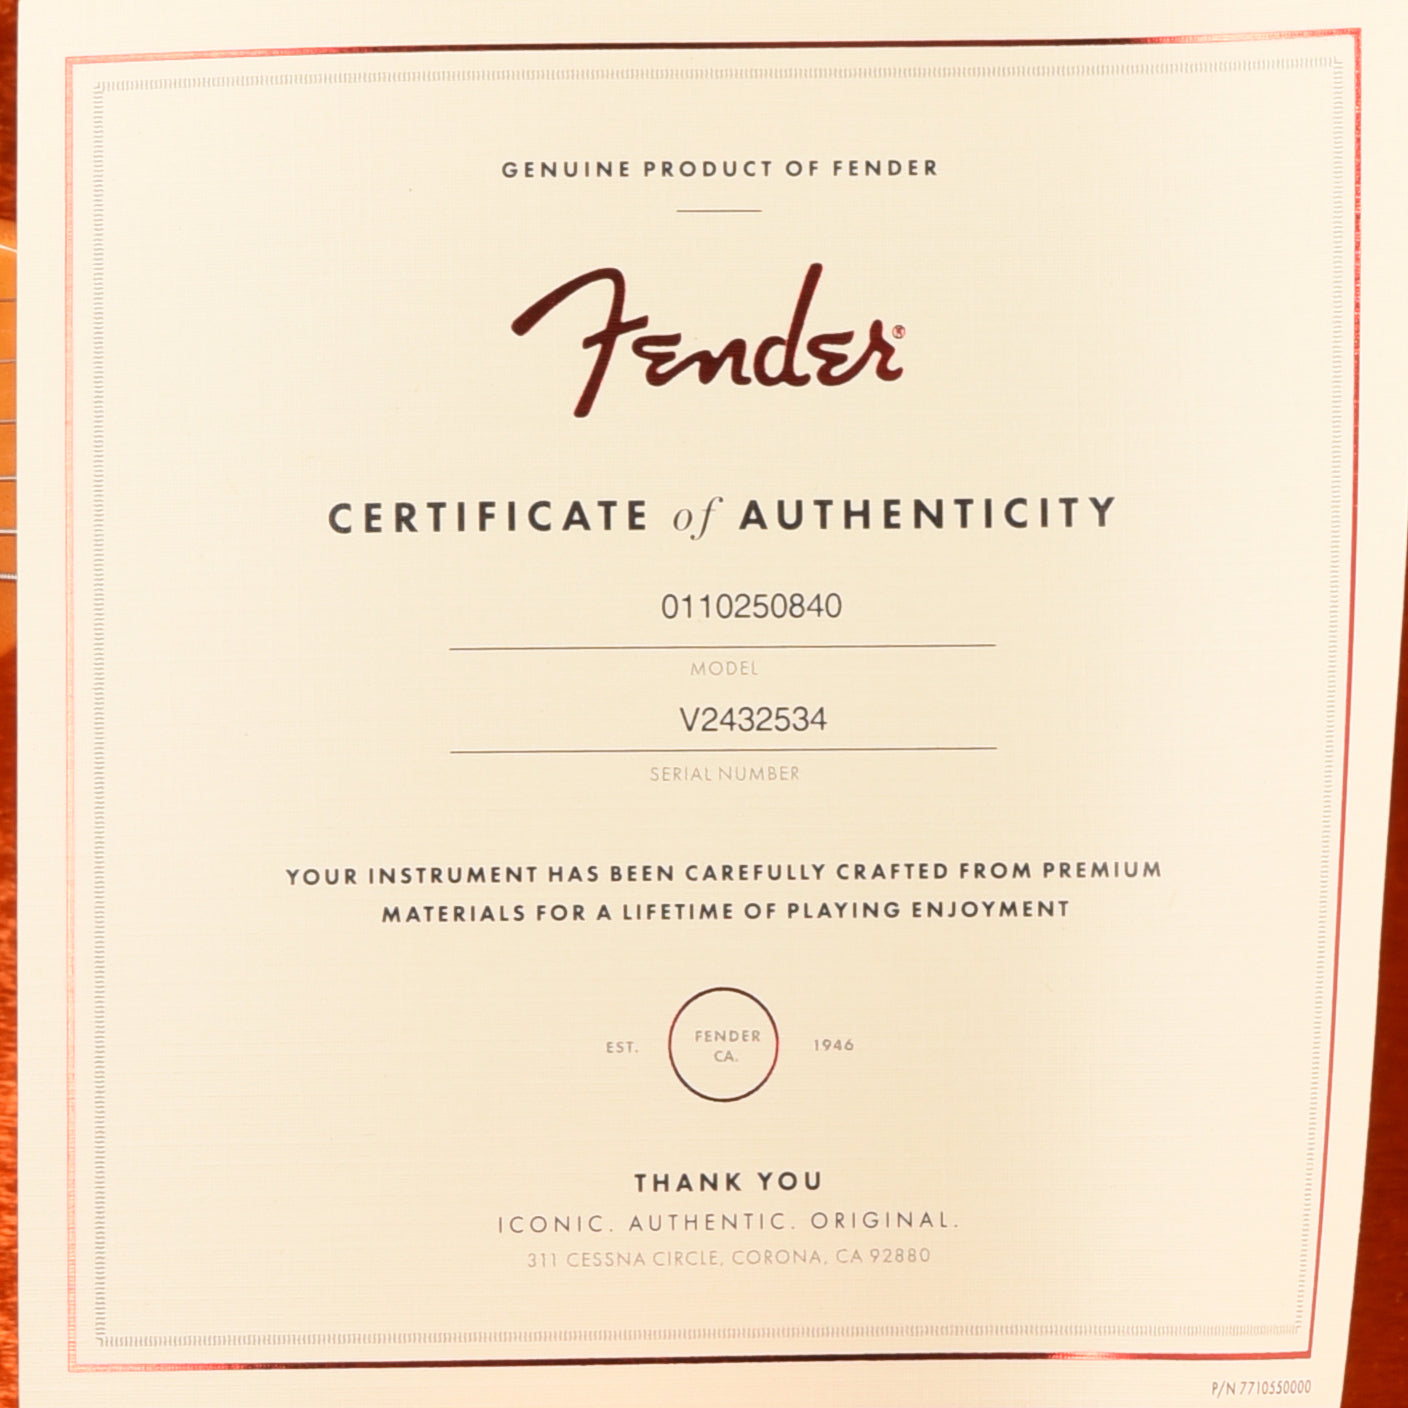 GENUINE PRODUCT OF FENDER
Fender®
CERTIFICATE of AUTHENTICITY
0110250840
MODEL
V2432534
SERIAL NUMBER
YOUR INSTRUMENT HAS BEEN CAREFULLY CRAFTED FROM PREMIUM
MATERIALS FOR A LIFETIME OF PLAYING ENJOYMENT
EST. FENDER CA. 1946
THANK YOU
ICONIC. AUTHENTIC. ORIGINAL.
311 CESSNA CIRCLE, CORONA, CA 92880
P/N 7710550000